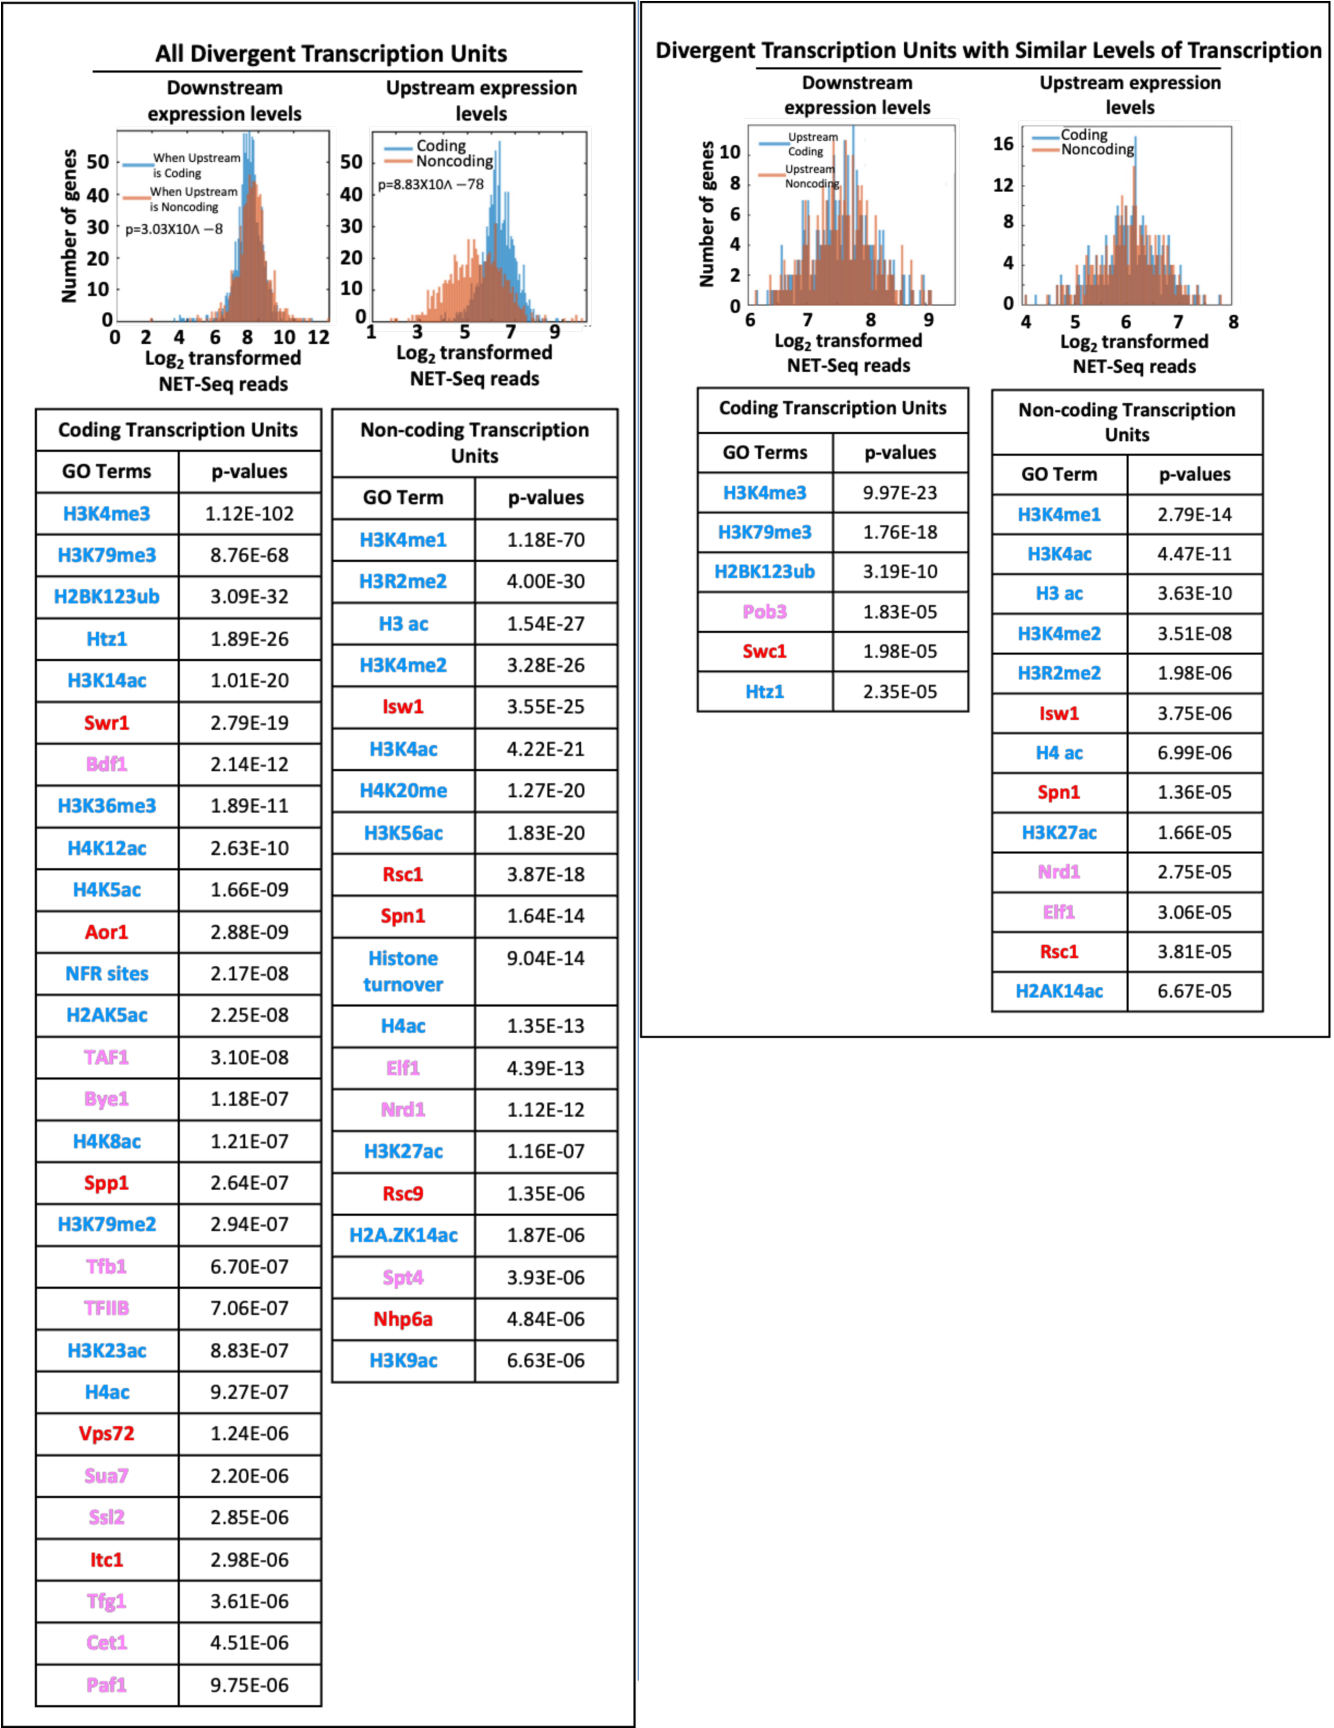 All Divergent Transcription Units
Downstream
expression levels
Upstream expression
levels
Number of genes
50
40
30
20
10
0
When Upstream
is Coding
When Upstream
is Noncoding
p=3.03X10Λ −8
0 2 4 6 8 10 12
Log2 transformed
NET-Seq reads
50
40
30
20
10
0
Coding
Noncoding
p=8.83X10Λ −78
1 3 5 7 9
Log2 transformed
NET-Seq reads
Coding Transcription Units
GO Terms p-values
H3K4me3 1.12E-102
H3K79me3 8.76E-68
H2BK123ub 3.09E-32
Htz1 1.89E-26
H3K14ac 1.01E-20
Swr1 2.79E-19
Bdf1 2.14E-12
H3K36me3 1.89E-11
H4K12ac 2.63E-10
H4K5ac 1.66E-09
Aor1 2.88E-09
NFR sites 2.17E-08
H2AK5ac 2.25E-08
TAF1 3.10E-08
Bye1 1.18E-07
H4K8ac 1.21E-07
Spp1 2.64E-07
H3K79me2 2.94E-07
Tfb1 6.70E-07
TFIIB 7.06E-07
H3K23ac 8.83E-07
H4ac 9.27E-07
Vps72 1.24E-06
Sua7 2.20E-06
Ssl2 2.85E-06
Itc1 2.98E-06
Tfg1 3.61E-06
Cet1 4.51E-06
Paf1 9.75E-06
Non-coding Transcription
Units
GO Term p-values
H3K4me1 1.18E-70
H3R2me2 4.00E-30
H3 ac 1.54E-27
H3K4me2 3.28E-26
Isw1 3.55E-25
H3K4ac 4.22E-21
H4K20me 1.27E-20
H3K56ac 1.83E-20
Rsc1 3.87E-18
Spn1 1.64E-14
Histone 9.04E-14
turnover
H4ac 1.35E-13
Elf1 4.39E-13
Nrd1 1.12E-12
H3K27ac 1.16E-07
Rsc9 1.35E-06
H2A.ZK14ac 1.87E-06
Spt4 3.93E-06
Nhp6a 4.84E-06
H3K9ac 6.63E-06
Divergent Transcription Units with Similar Levels of Transcription
Downstream
expression levels
Upstream expression
levels
Number of genes
10
8
6
4
2
0
Upstream
Coding
Upstream
Noncoding
6 7 8 9
Log2 transformed
NET-Seq reads
16
12
8
4
0
Coding
Noncoding
4 5 6 7 8
Log2 transformed
NET-Seq reads
Coding Transcription Units
GO Terms p-values
H3K4me3 9.97E-23
H3K79me3 1.76E-18
H2BK123ub 3.19E-10
Pob3 1.83E-05
Swc1 1.98E-05
Htz1 2.35E-05
Non-coding Transcription
Units
GO Term p-values
H3K4me1 2.79E-14
H3K4ac 4.47E-11
H3 ac 3.63E-10
H3K4me2 3.51E-08
H3R2me2 1.98E-06
Isw1 3.75E-06
H4 ac 6.99E-06
Spn1 1.36E-05
H3K27ac 1.66E-05
Nrd1 2.75E-05
Elf1 3.06E-05
Rsc1 3.81E-05
H2AK14ac 6.67E-05